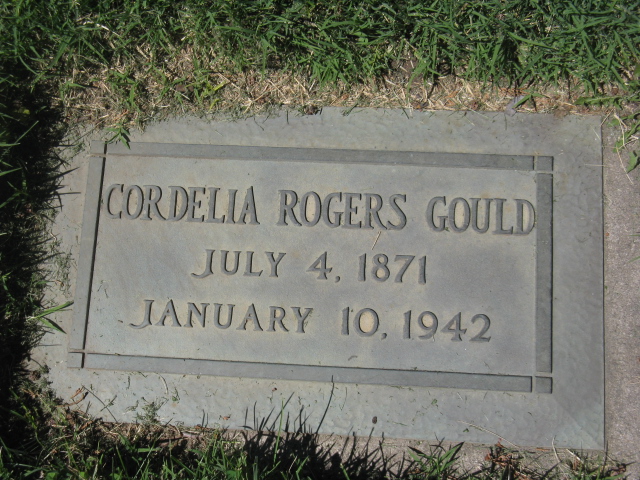 CORDELIA ROGERS GOULD
JULY 4, 1871
JANUARY 10, 1942